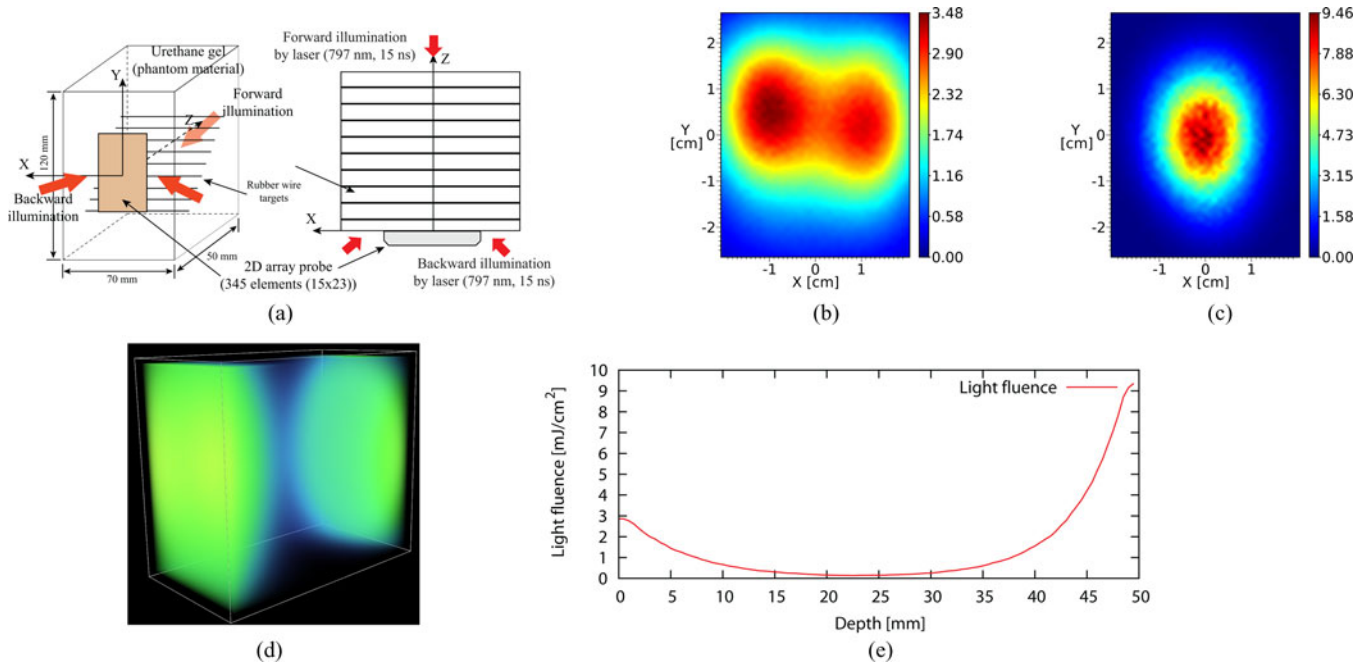 Urethane gel
(phantom material)
Y
Forward
illumination
Z
X
120 mm
Backward
illumination
Rubber wire
targets
50 mm
70 mm
Forward illumination
by laser (797 nm, 15 ns)
Z
X
2D array probe
(345 elements (15x23))
Backward illumination
by laser (797 nm, 15 ns)
(a)
2
1
0
-1
-2
Y
[cm]
-1 0 1
X [cm]
3.48
2.90
2.32
1.74
1.16
0.58
0.00
(b)
2
1
0
-1
-2
Y
[cm]
-1 0 1
X [cm]
9.46
7.88
6.30
4.73
3.15
1.58
0.00
(c)
(d)
10
9
8
7
6
5
4
3
2
1
0
Light fluence [mJ/cm²]
Light fluence
0 5 10 15 20 25 30 35 40 45 50
Depth [mm]
(e)